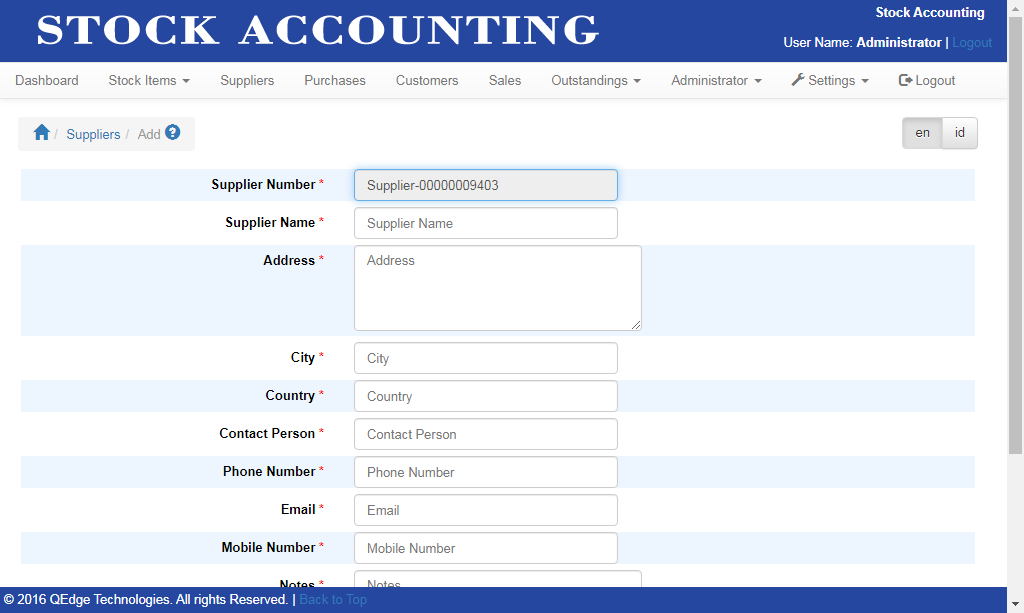 STOCK ACCOUNTING
Stock Accounting
User Name: Administrator | Logout
Dashboard Stock Items Suppliers Purchases Customers Sales Outstandings Administrator Settings Logout
/ Suppliers / Add ?
en id
Supplier Number * Supplier-00000009403
Supplier Name * Supplier Name
Address * Address
City * City
Country * Country
Contact Person * Contact Person
Phone Number * Phone Number
Email * Email
Mobile Number * Mobile Number
Notes * Notes
© 2016 QEdge Technologies. All rights Reserved. | Back to Top